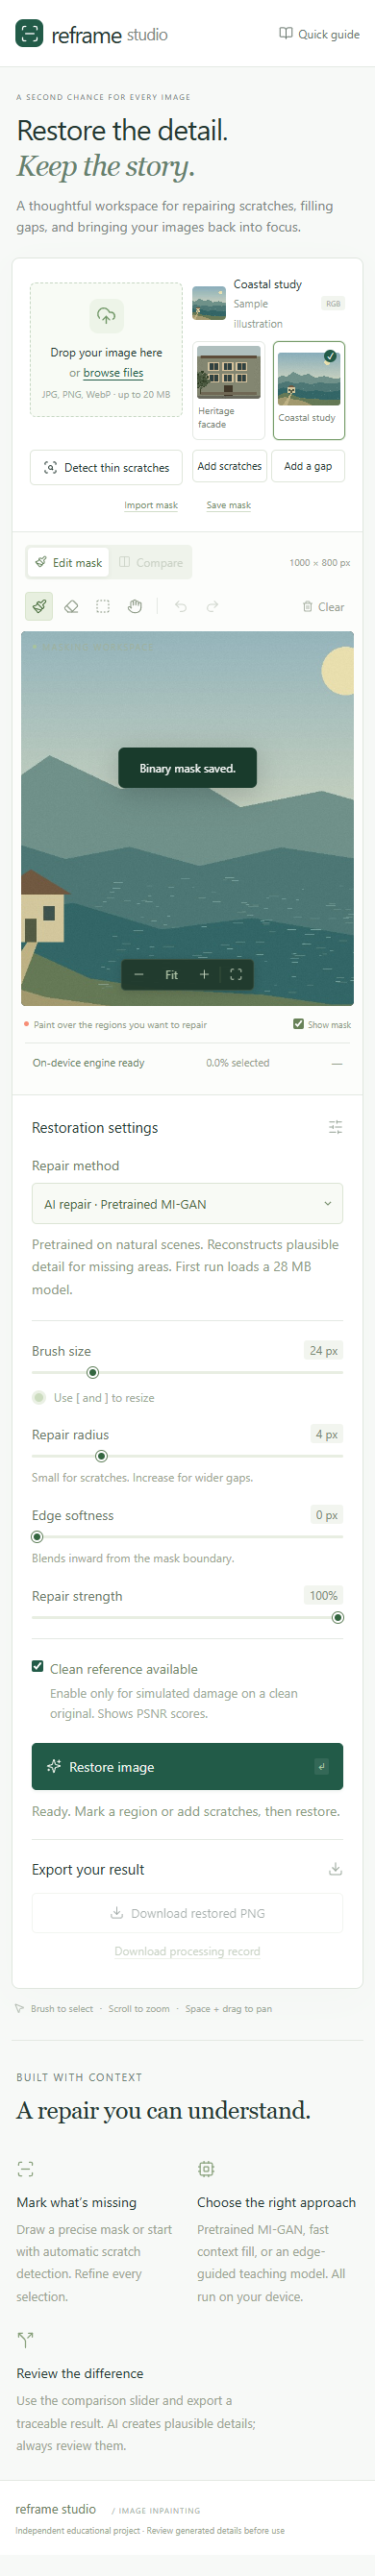 reframe studio
Quick guide
A SECOND CHANCE FOR EVERY IMAGE
Restore the detail.
Keep the story.
A thoughtful workspace for repairing scratches, filling
gaps, and bringing your images back into focus.
Drop your image here
or browse files
JPG, PNG, WebP · up to 20 MB
Coastal study
Sample
illustration
RGB
Heritage
facade
Coastal study
Detect thin scratches
Add scratches
Add a gap
Import mask
Save mask
Edit mask
Compare
1000 × 800 px
Clear
Binary mask saved.
Fit
Paint over the regions you want to repair
Show mask
On-device engine ready
0.0% selected
—
Restoration settings
Repair method
AI repair · Pretrained MI-GAN
Pretrained on natural scenes. Reconstructs plausible
detail for missing areas. First run loads a 28 MB
model.
Brush size
24 px
Use [ and ] to resize
Repair radius
4 px
Small for scratches. Increase for wider gaps.
Edge softness
0 px
Blends inward from the mask boundary.
Repair strength
100%
Clean reference available
Enable only for simulated damage on a clean
original. Shows PSNR scores.
Restore image
Ready. Mark a region or add scratches, then restore.
Export your result
Download restored PNG
Download processing record
Brush to select · Scroll to zoom · Space + drag to pan
BUILT WITH CONTEXT
A repair you can understand.
Mark what's missing
Draw a precise mask or start
with automatic scratch
detection. Refine every
selection.
Choose the right approach
Pretrained MI-GAN, fast
context fill, or an edge-
guided teaching model. All
run on your device.
Review the difference
Use the comparison slider and export a
traceable result. AI creates plausible details;
always review them.
reframe studio
/ IMAGE INPAINTING
Independent educational project · Review generated details before use